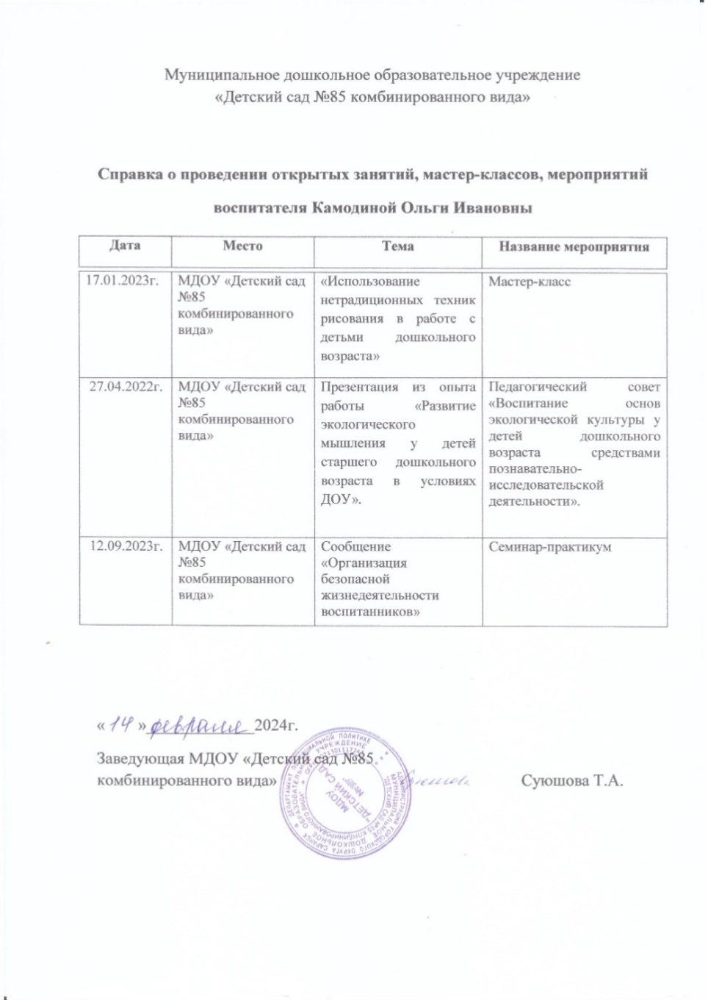 Муниципальное дошкольное образовательное учреждение
«Детский сад №85 комбинированного вида»
Справка о проведении открытых занятий, мастер-классов, мероприятий
воспитателя Камодиной Ольги Ивановны
Дата Место Тема Название мероприятия
17.01.2023г.
МДОУ «Детский сад
№85
комбинированного
вида»
«Использование
нетрадиционных техник
рисования в работе с
детьми дошкольного
возраста»
Мастер-класс
27.04.2022г.
МДОУ «Детский сад
№85
комбинированного
вида»
Презентация из опыта
работы «Развитие
экологического
мышления у детей
старшего дошкольного
возраста в условиях
ДОУ».
Педагогический совет
«Воспитание основ
экологической культуры у
детей дошкольного
возраста средствами
познавательно-
исследовательской
деятельности».
12.09.2023г.
МДОУ «Детский сад
№85
комбинированного
вида»
Сообщение
«Организация
безопасной
жизнедеятельности
воспитанников»
Семинар-практикум
«14» февраля 2024г.
Заведующая МДОУ «Детский сад №85
комбинированного вида» Суюшова Т.А.
МДОУ
"ДЕТСКИЙ САД